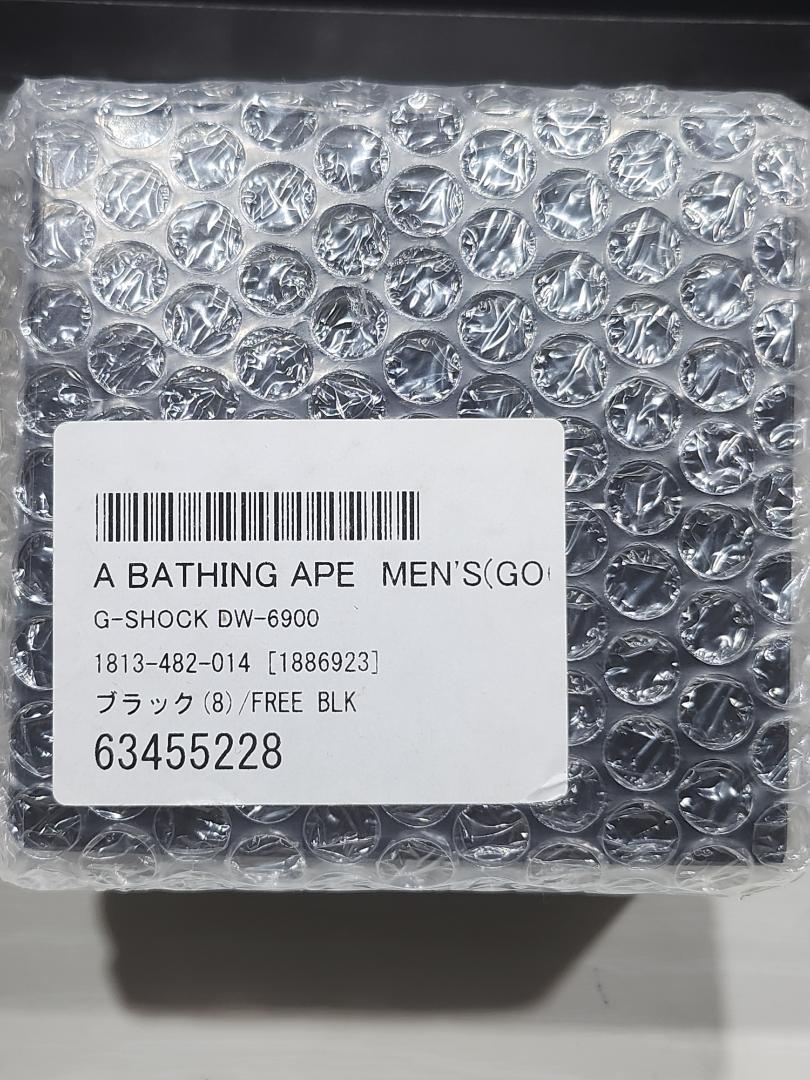 A BATHING APE MEN'S(GO
G-SHOCK DW-6900
1813-482-014 [1886923]
ブラック(8)/FREE BLK
63455228